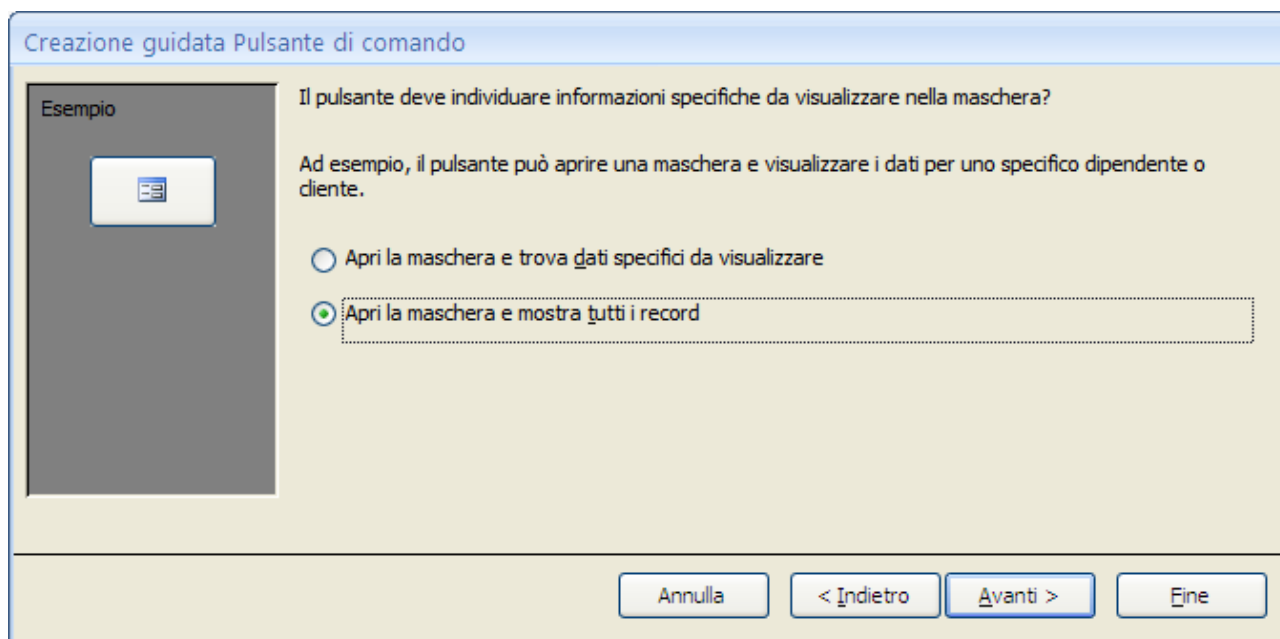 Creazione guidata Pulsante di comando
Esempio
Il pulsante deve individuare informazioni specifiche da visualizzare nella maschera?
Ad esempio, il pulsante può aprire una maschera e visualizzare i dati per uno specifico dipendente o
cliente.
Apri la maschera e trova dati specifici da visualizzare
Apri la maschera e mostra tutti i record
Annulla
< Indietro
Avanti >
Fine